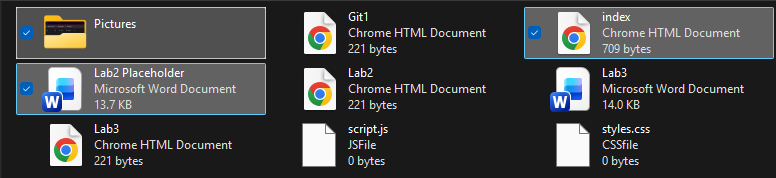 Pictures
Git1
Chrome HTML Document
221 bytes
index
Chrome HTML Document
709 bytes
Lab2 Placeholder
Microsoft Word Document
13.7 KB
Lab2
Chrome HTML Document
221 bytes
Lab3
Microsoft Word Document
14.0 KB
Lab3
Chrome HTML Document
221 bytes
script.js
JSFile
0 bytes
styles.css
CSSfile
0 bytes